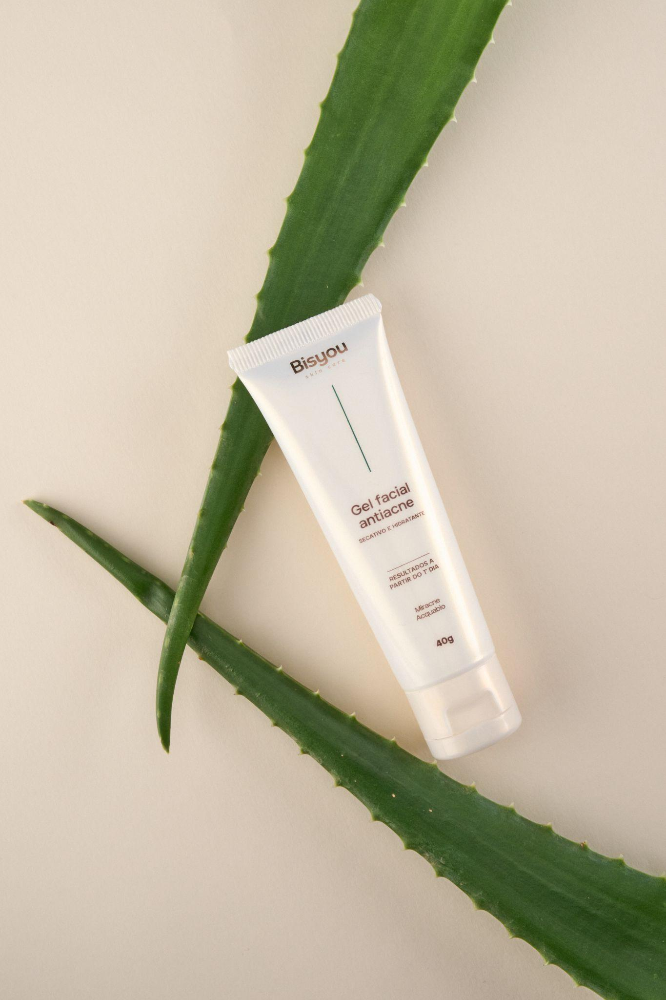 Bisyou
skin care
Gel facial
antiacne
SECATIVO E HIDRATANTE
RESULTADOS A
PARTIR DO 1º DIA
Miracne
Acquabio
40g